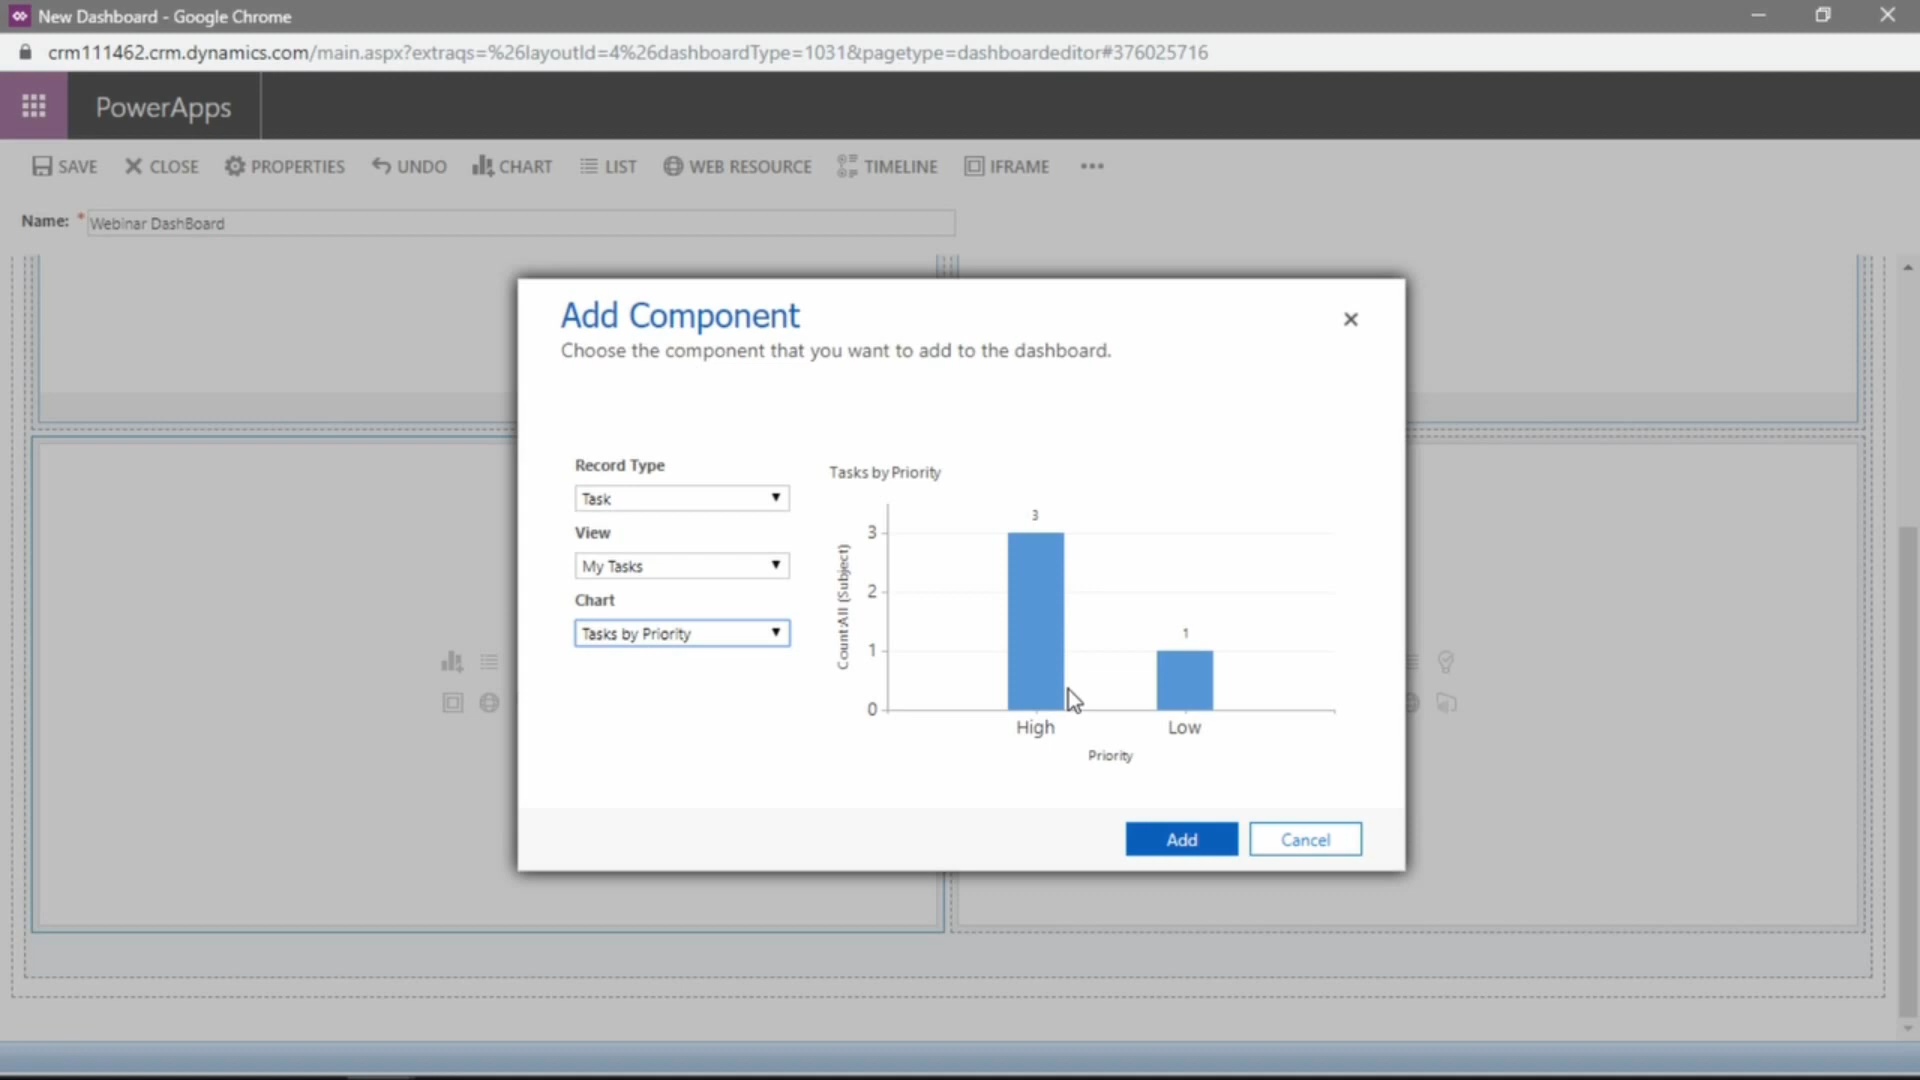 New Dashboard - Google Chrome
crm111462.crm.dynamics.com/main.aspx?extraqs=%26layoutId=4%26dashboardType=1031&pagetype=dashboardeditor#376025716
PowerApps
SAVE CLOSE PROPERTIES UNDO CHART LIST WEB RESOURCE TIMELINE IFRAME •••
Name: * Webinar DashBoard
Add Component
Choose the component that you want to add to the dashboard.
Record Type
Task
View
My Tasks
Chart
Tasks by Priority
Tasks by Priority
CountAll (Subject)
3
2
1
0
3
1
High Low
Priority
Add Cancel